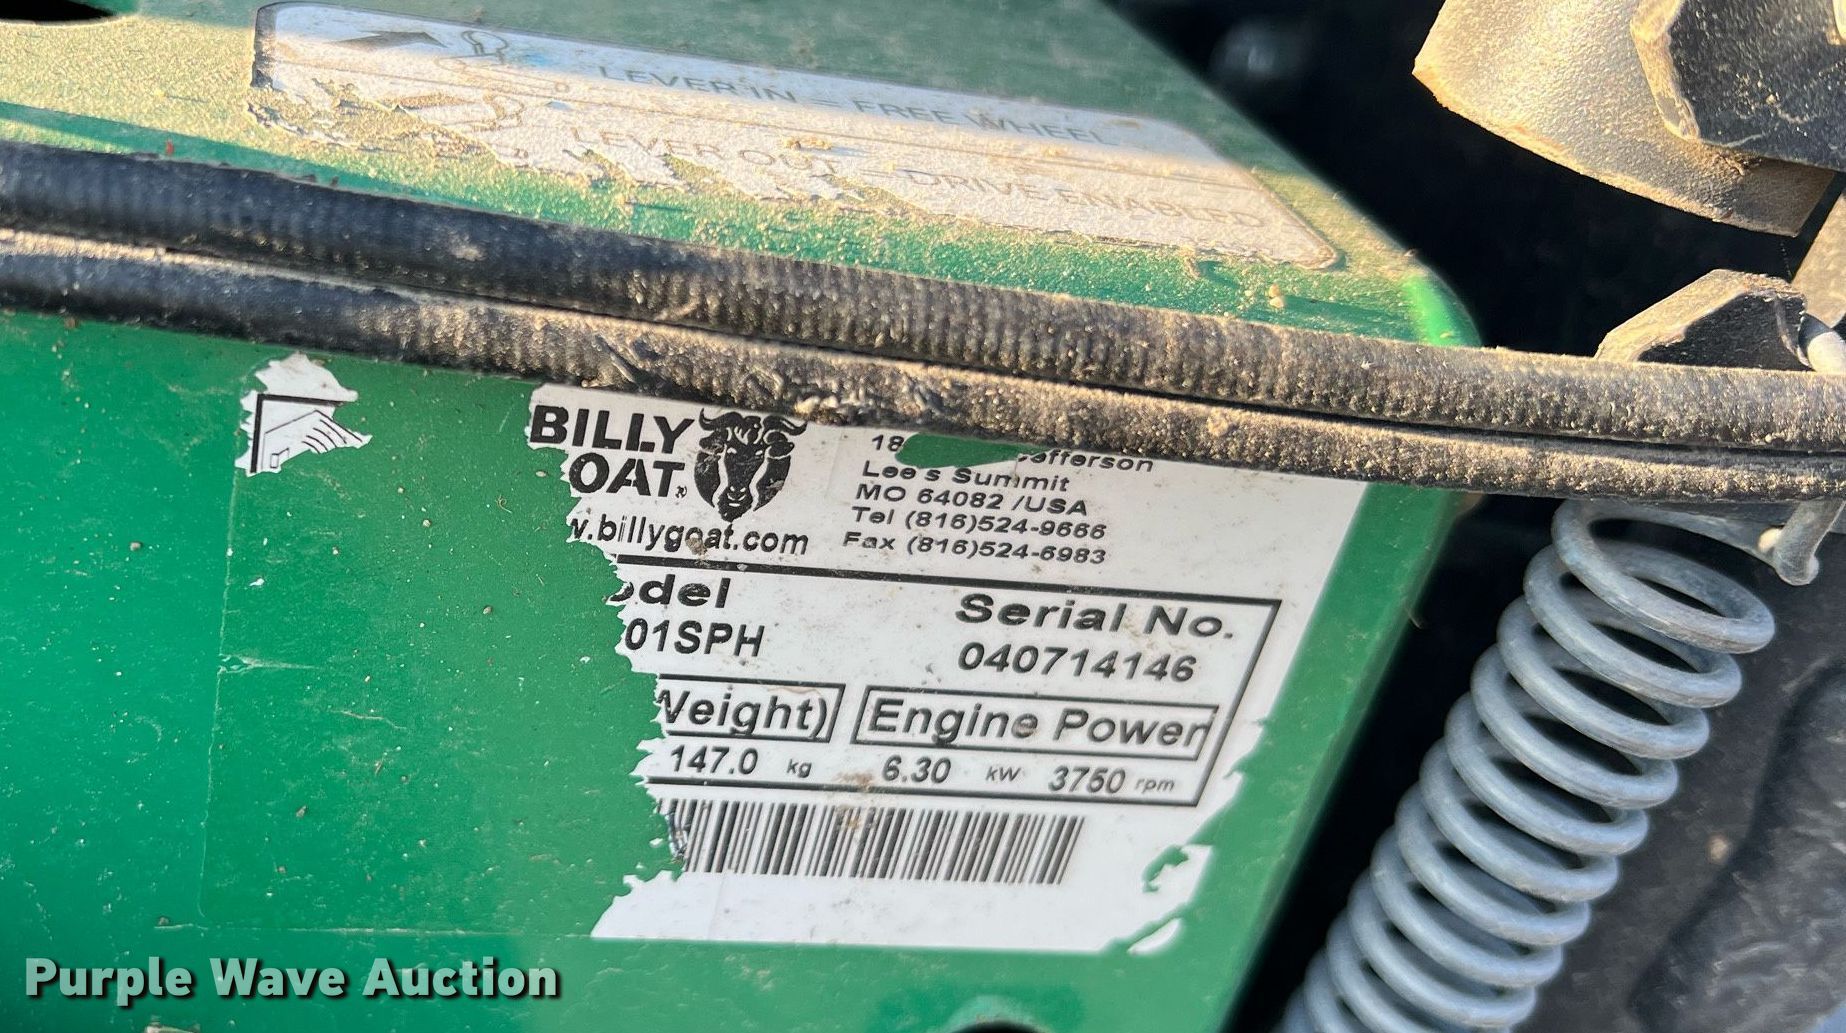 LEVER IN = FREE WHEEL
LEVER OUT = DRIVE ENABLED
BILLY
OAT®
18 Jefferson
Lee's Summit
MO 64082 /USA
Tel (816)524-9666
Fax (816)524-6983
w.billygoat.com
odel
01SPH
Serial No.
040714146
Weight)
147.0 kg
Engine Power
6.30 kW 3750 rpm
Purple Wave Auction